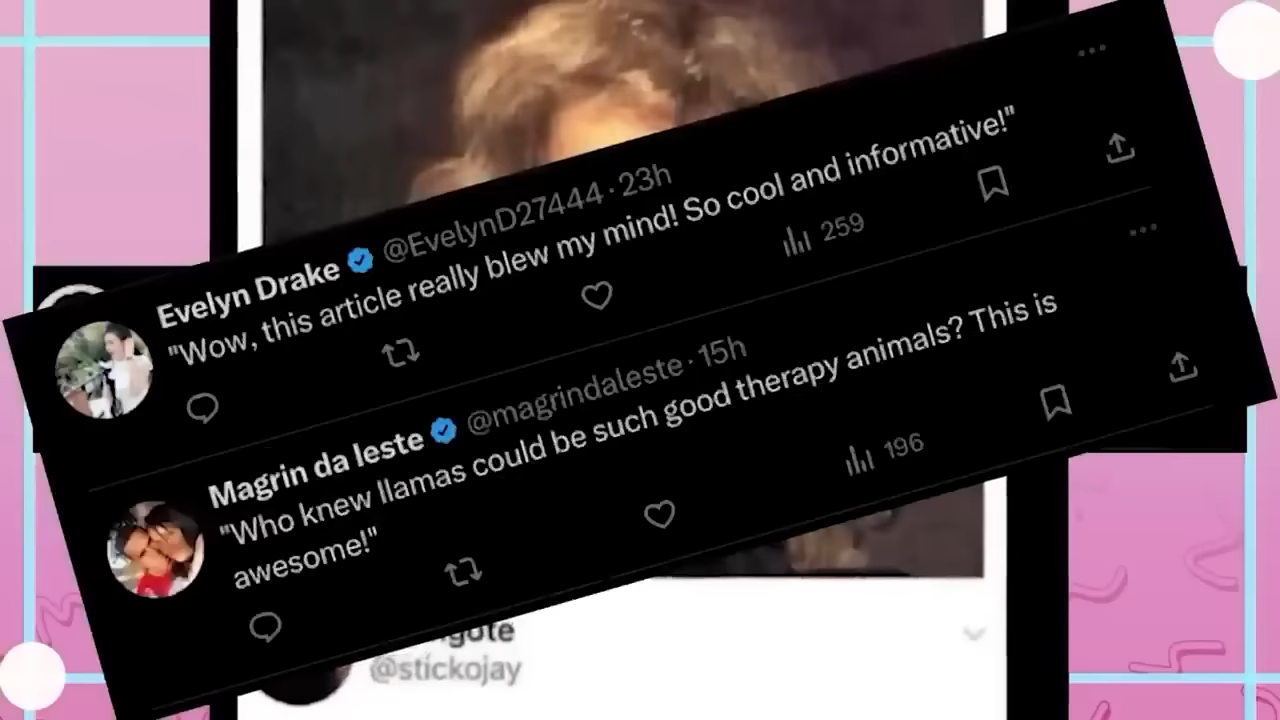 Evelyn Drake @EvelynD27444 · 23h
"Wow, this article really blew my mind! So cool and informative!"
259
Magrin da leste @magrindaleste · 15h
"Who knew llamas could be such good therapy animals? This is
awesome!"
196
@stickojay